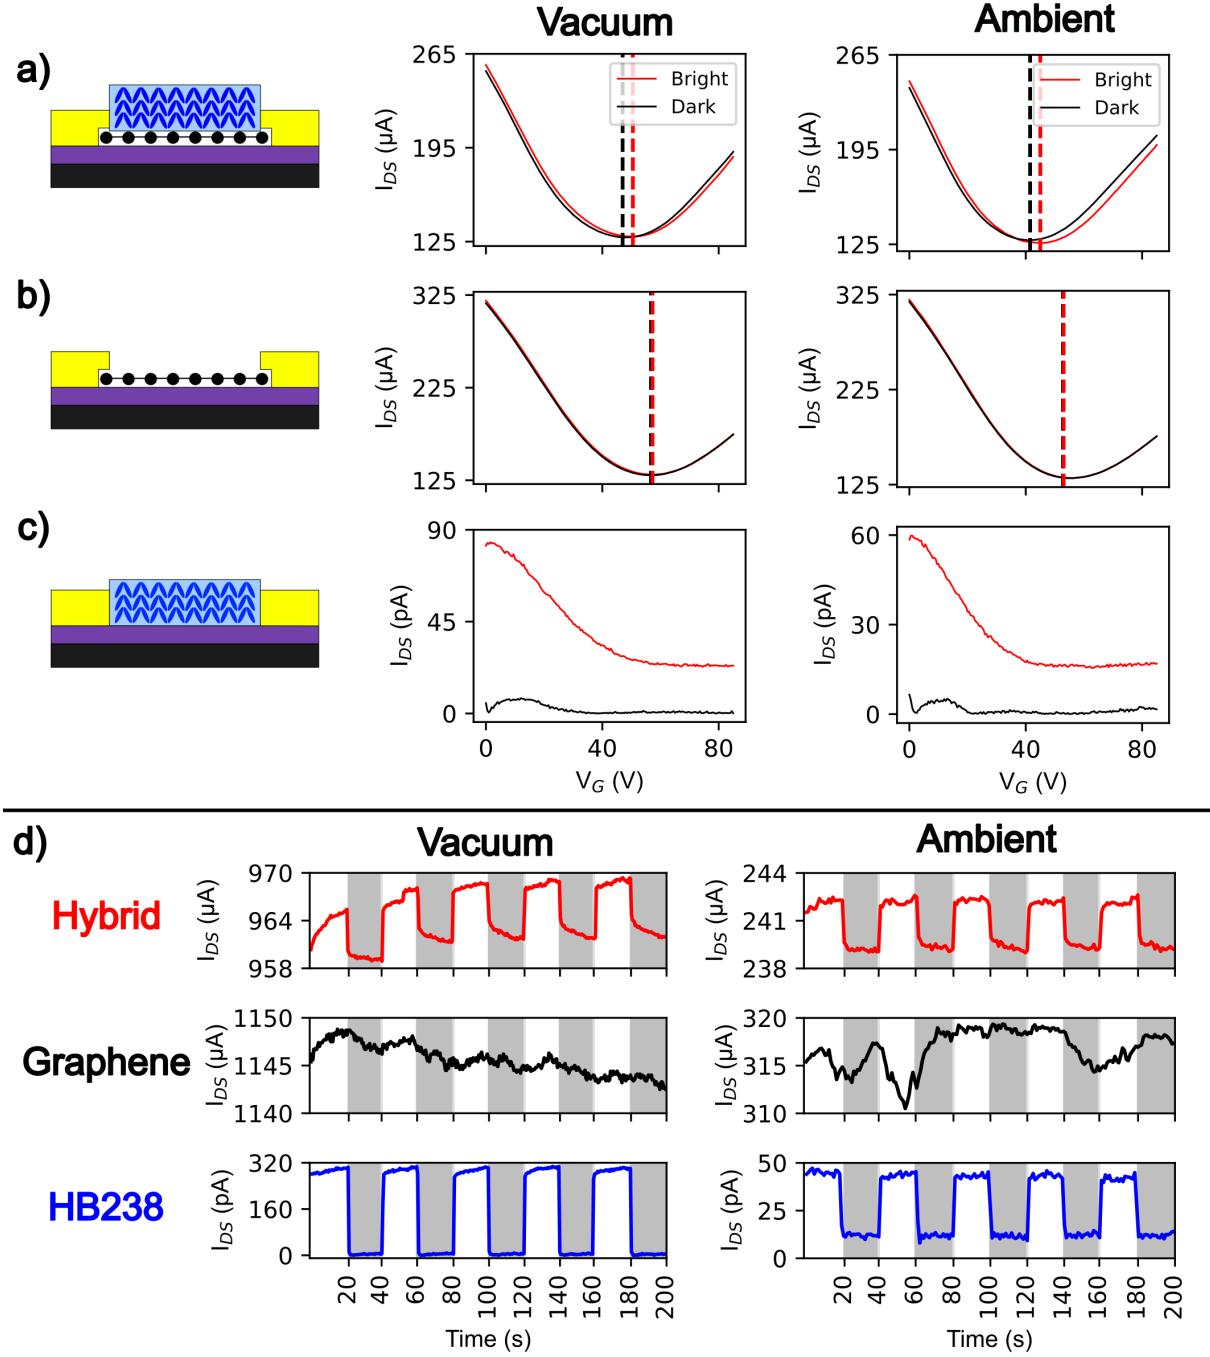 Vacuum
Ambient
a)
265
195
125
I_DS (µA)
Bright
Dark
265
195
125
I_DS (µA)
Bright
Dark
b)
325
225
125
I_DS (µA)
325
225
125
I_DS (µA)
c)
90
45
0
I_DS (pA)
0 40 80
V_G (V)
60
30
0
I_DS (pA)
0 40 80
V_G (V)
d)
Vacuum
Ambient
Hybrid
970
964
958
I_DS (µA)
244
241
238
I_DS (µA)
Graphene
1150
1145
1140
I_DS (µA)
320
315
310
I_DS (µA)
HB238
320
160
0
I_DS (pA)
50
25
0
I_DS (pA)
20 40 60 80 100 120 140 160 180 200
Time (s)
20 40 60 80 100 120 140 160 180 200
Time (s)